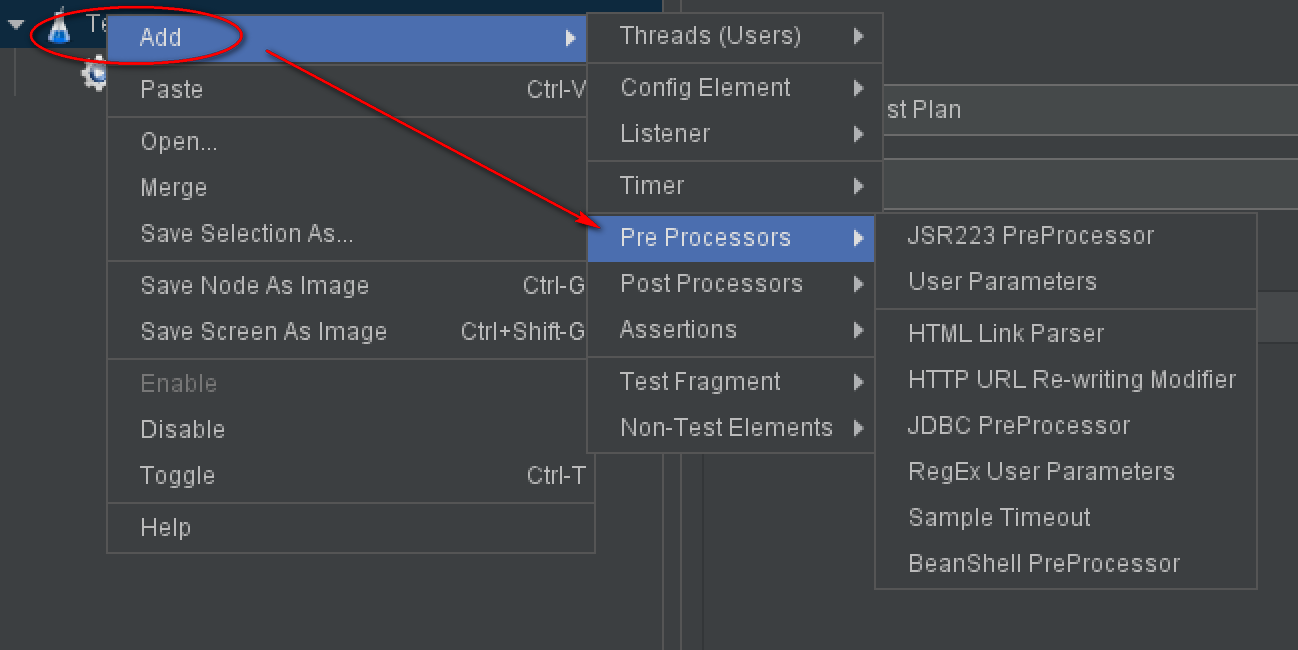 Add
Paste Ctrl-V
Open...
Merge
Save Selection As...
Save Node As Image Ctrl-G
Save Screen As Image Ctrl+Shift-G
Enable
Disable
Toggle Ctrl-T
Help
Threads (Users)
Config Element
Listener
Timer
Pre Processors
Post Processors
Assertions
Test Fragment
Non-Test Elements
st Plan
JSR223 PreProcessor
User Parameters
HTML Link Parser
HTTP URL Re-writing Modifier
JDBC PreProcessor
RegEx User Parameters
Sample Timeout
BeanShell PreProcessor